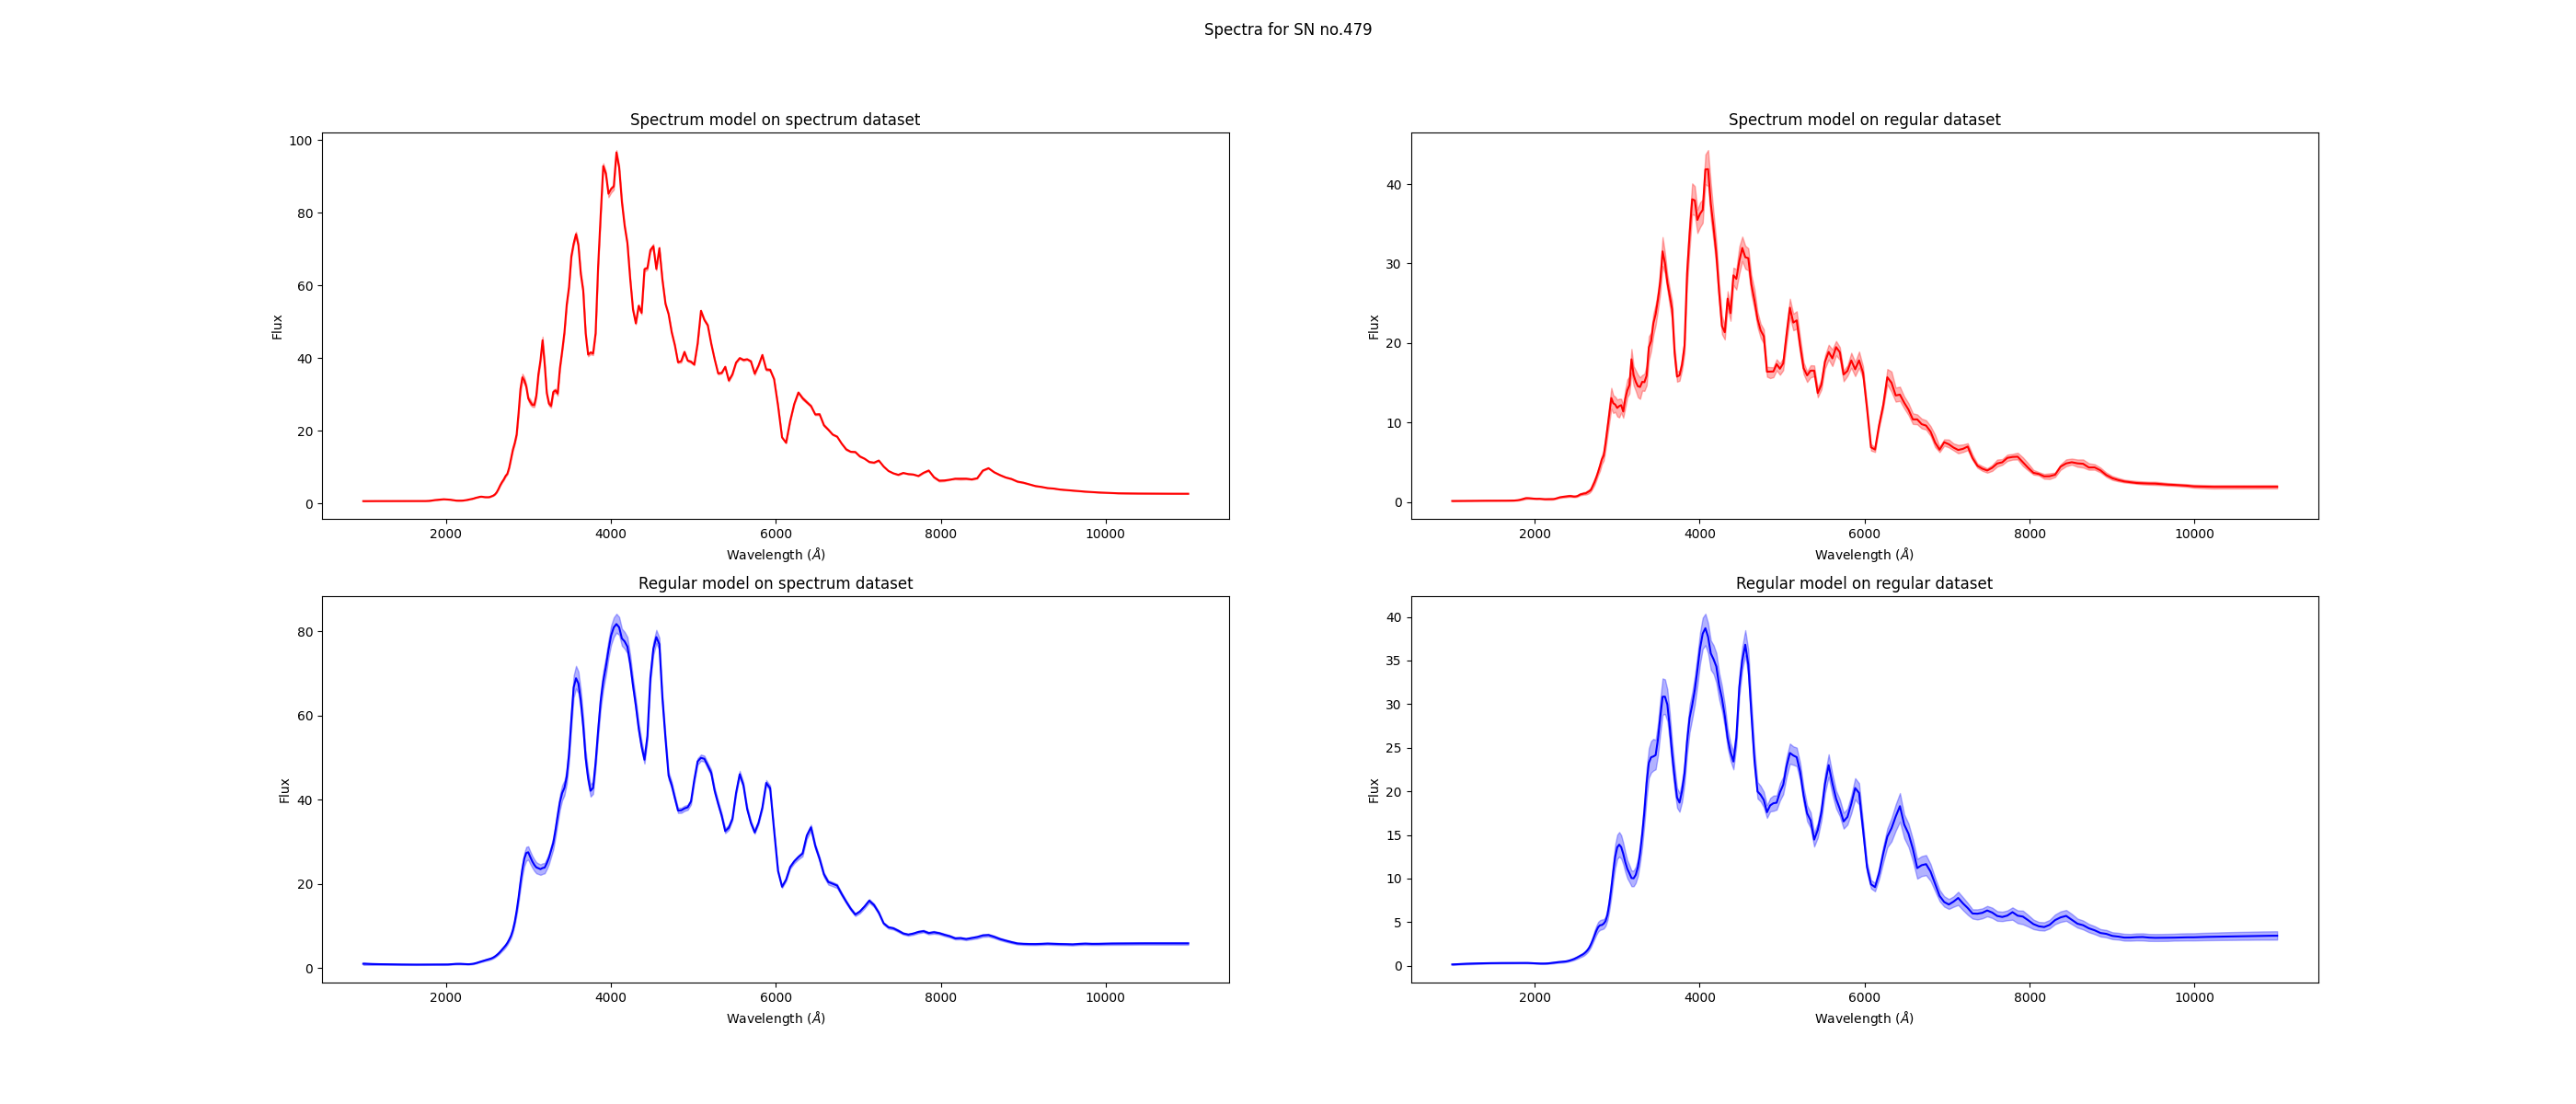 Spectra for SN no.479
Spectrum model on spectrum dataset
100
80
60
40
20
0
Flux
2000 4000 6000 8000 10000
Wavelength (Å)
Spectrum model on regular dataset
40
30
20
10
0
Flux
2000 4000 6000 8000 10000
Wavelength (Å)
Regular model on spectrum dataset
80
60
40
20
0
Flux
2000 4000 6000 8000 10000
Wavelength (Å)
Regular model on regular dataset
40
35
30
25
20
15
10
5
0
Flux
2000 4000 6000 8000 10000
Wavelength (Å)